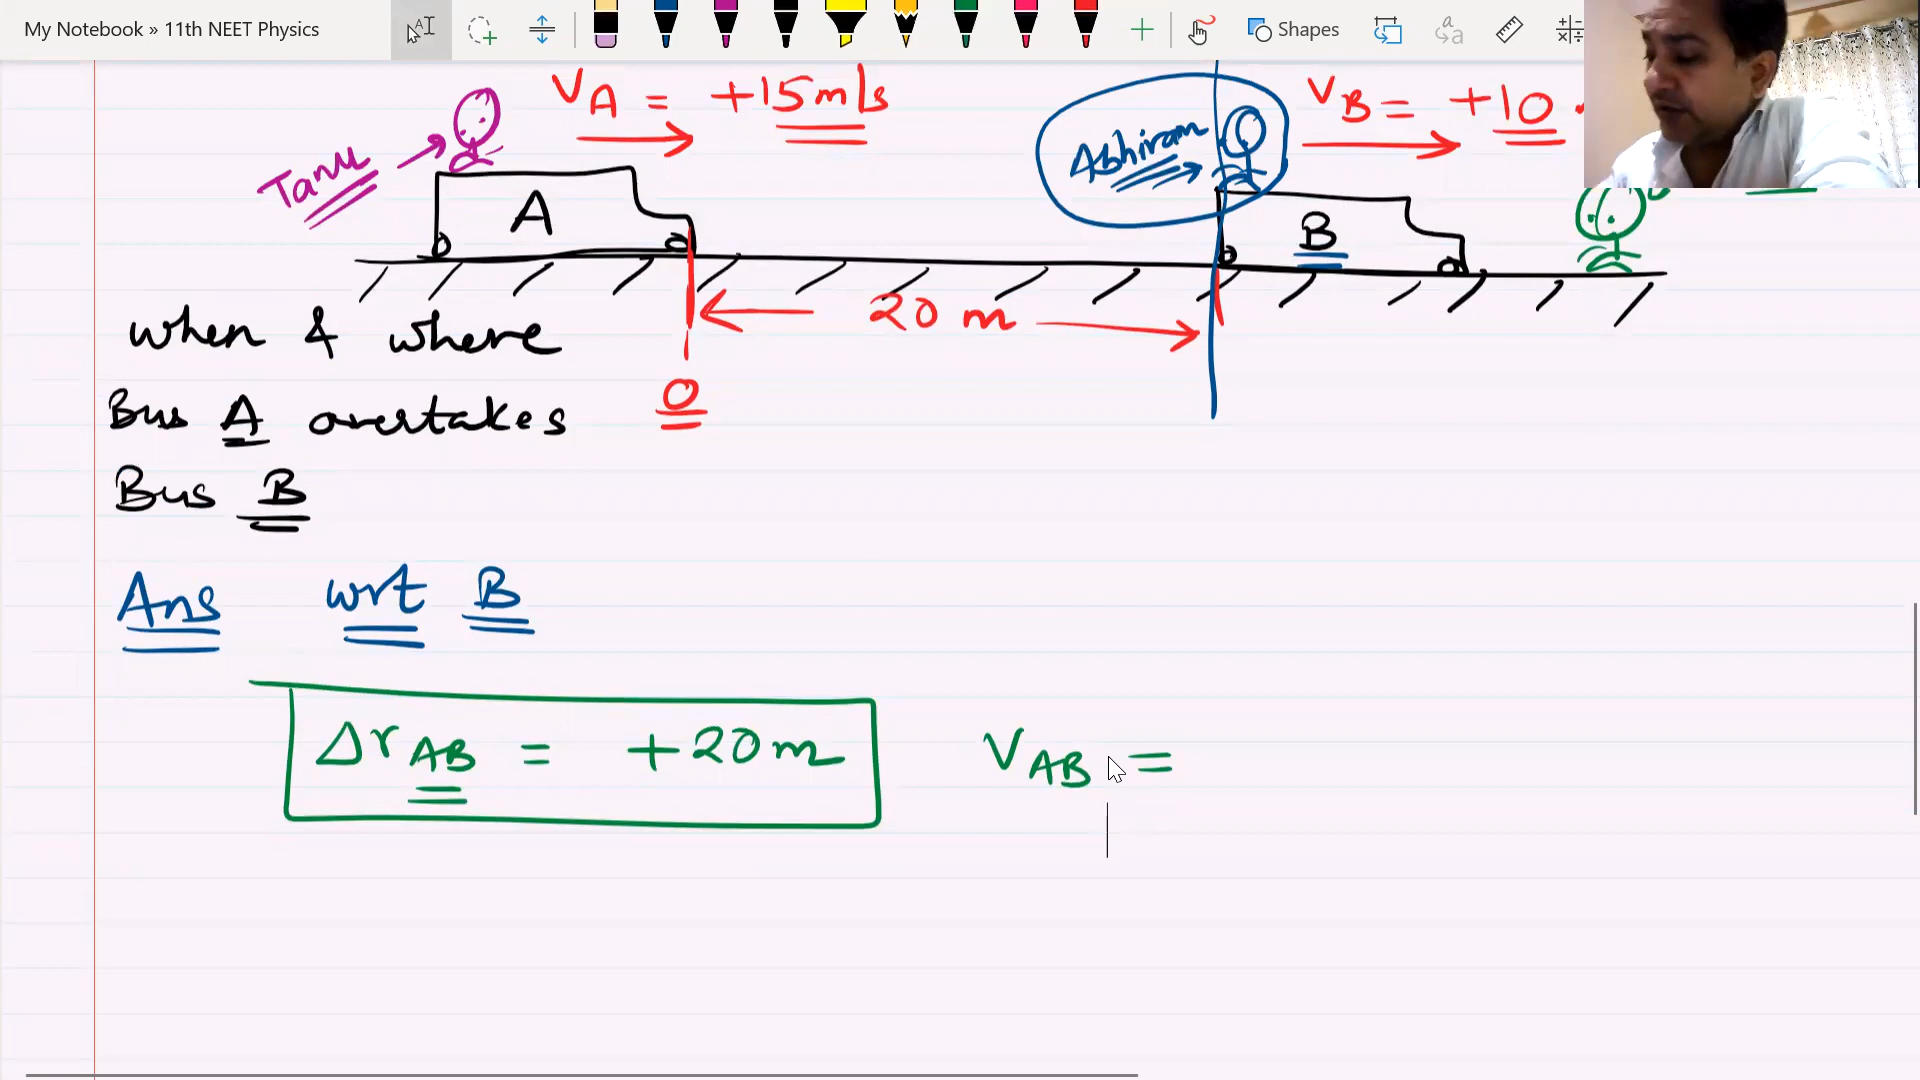 My Notebook » 11th NEET Physics
Shapes
VA = +15m/s
VB = +10
Tanu
Abhiram
A
B
20 m
when & where
Bus A overtakes
O
Bus B
Ans wrt B
ΔrAB = +20m
VAB =